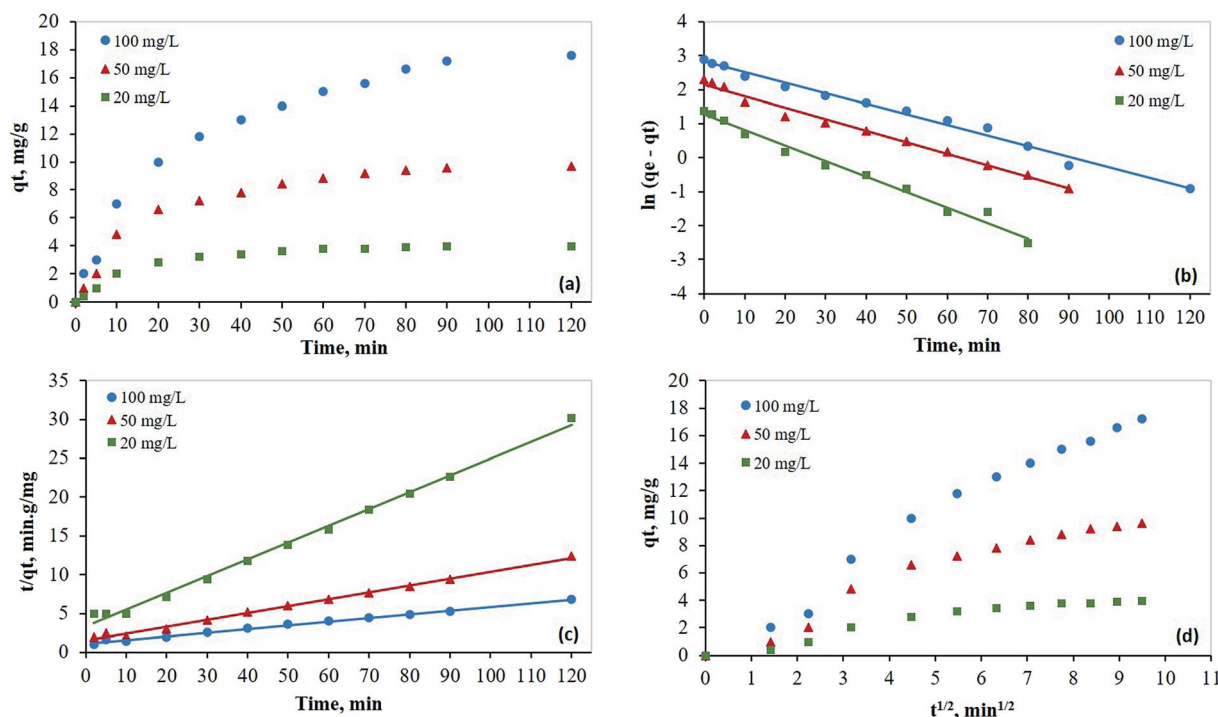 20
18
16
14
12
10
8
6
4
2
0
qt, mg/g
100 mg/L
50 mg/L
20 mg/L
(a)
0 10 20 30 40 50 60 70 80 90 100 110 120
Time, min
4
3
2
1
0
-1
-2
-3
-4
ln (qe - qt)
100 mg/L
50 mg/L
20 mg/L
(b)
0 10 20 30 40 50 60 70 80 90 100 110 120
Time, min
35
30
25
20
15
10
5
0
t/qt, min.g/mg
100 mg/L
50 mg/L
20 mg/L
(c)
0 10 20 30 40 50 60 70 80 90 100 110 120
Time, min
20
18
16
14
12
10
8
6
4
2
0
qt, mg/g
100 mg/L
50 mg/L
20 mg/L
(d)
0 1 2 3 4 5 6 7 8 9 10 11
t1/2, min1/2